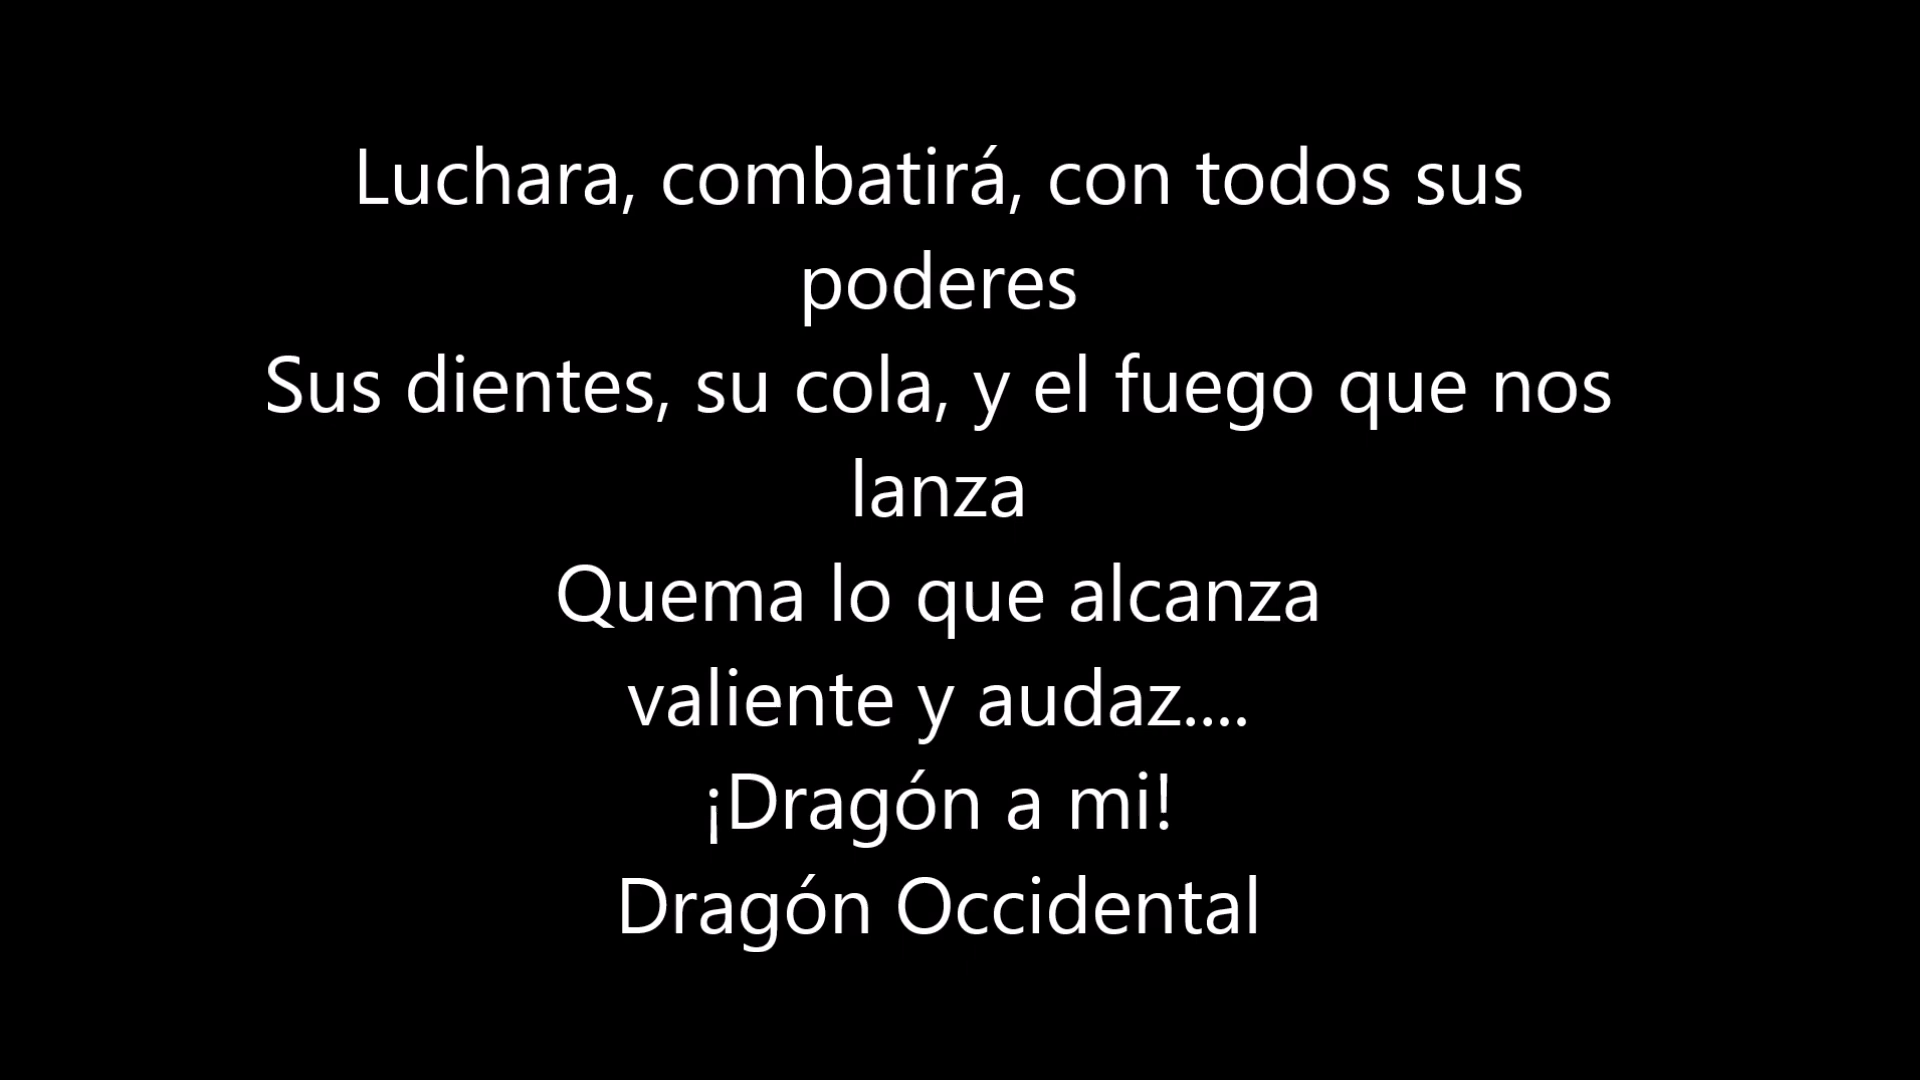 Luchara, combatirá, con todos sus
poderes
Sus dientes, su cola, y el fuego que nos
lanza
Quema lo que alcanza
valiente y audaz....
¡Dragón a mi!
Dragón Occidental